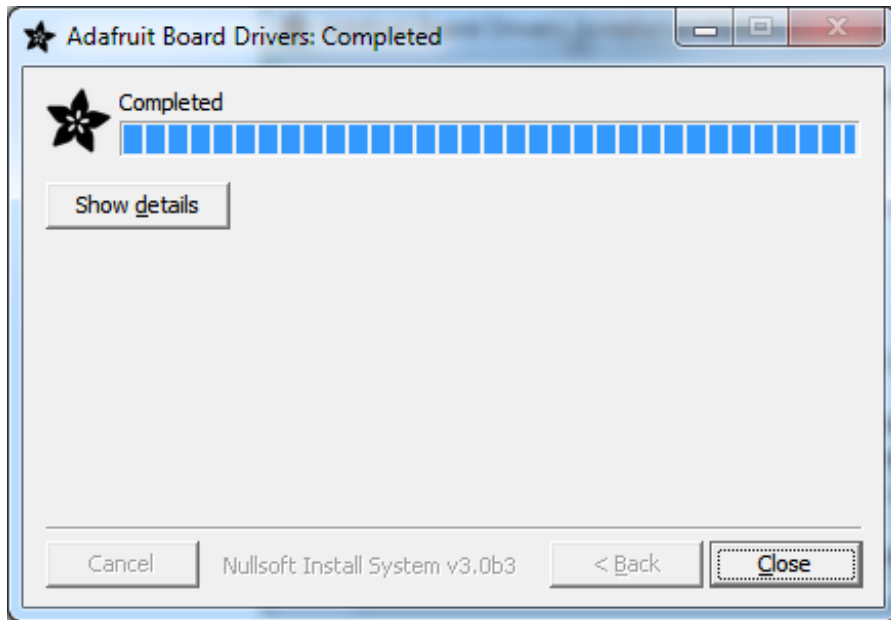 Adafruit Board Drivers: Completed
Completed
Show details
Cancel
Nullsoft Install System v3.0b3
< Back
Close